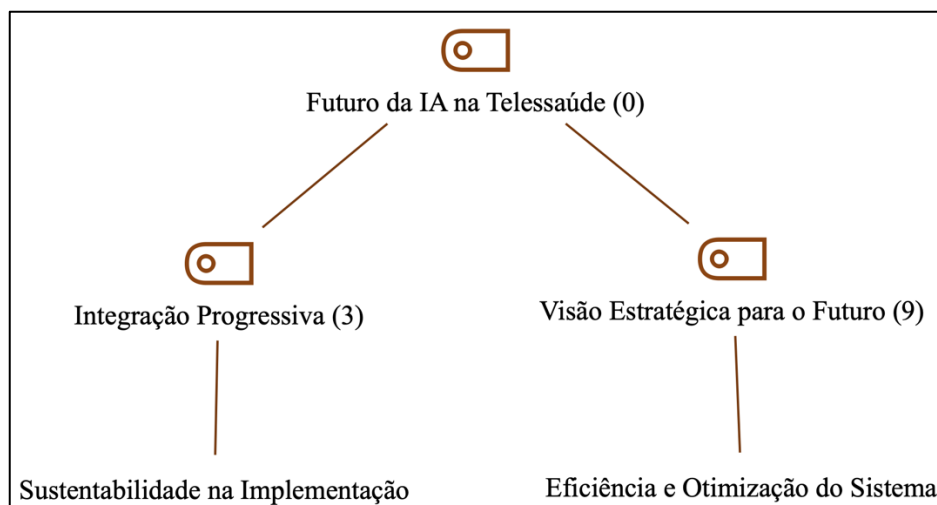 Futuro da IA na Telessaúde (0)
Integração Progressiva (3)
Visão Estratégica para o Futuro (9)
Sustentabilidade na Implementação
Eficiência e Otimização do Sistema